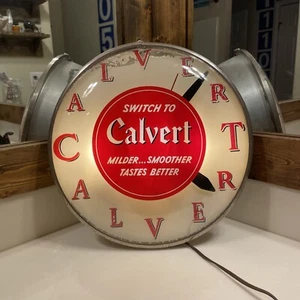 CALVERT
SWITCH TO
Calvert
MILDER...SMOOTHER
TASTES BETTER
CALVERT